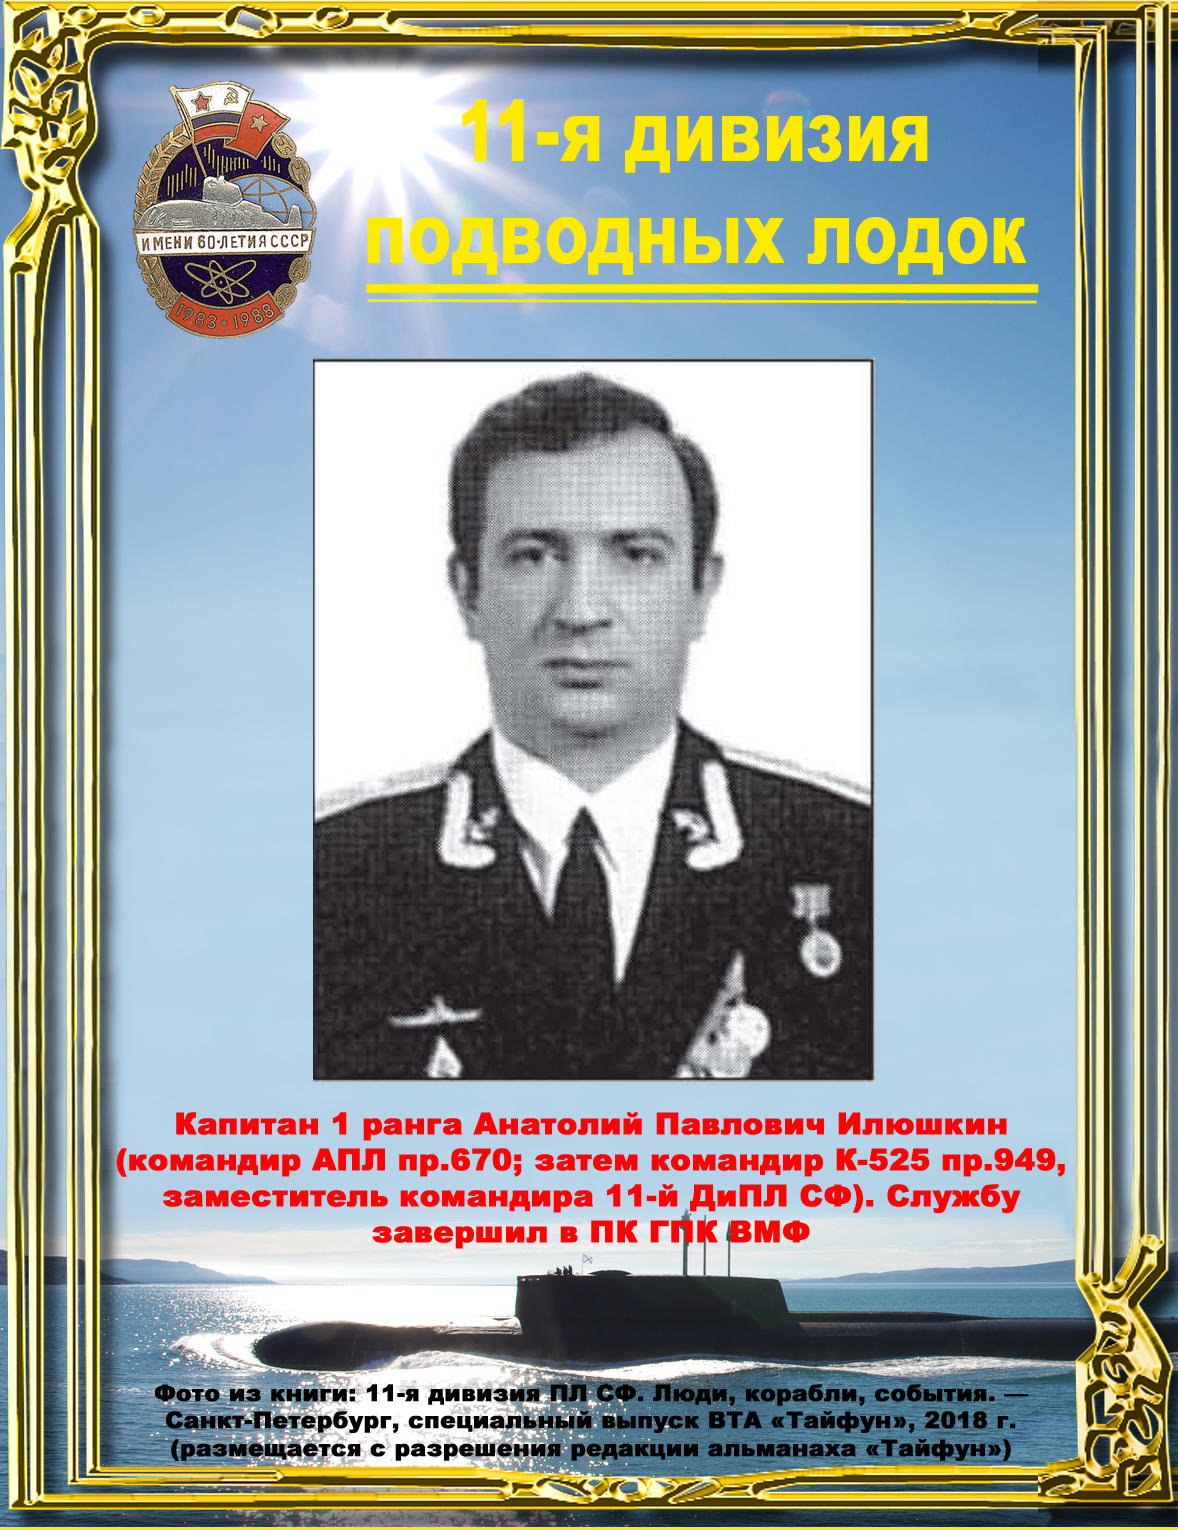 11-я дивизия
подводных лодок
ИМЕНИ 60-ЛЕТИЯ СССР
1983·1988
Капитан 1 ранга Анатолий Павлович Илюшкин
(командир АПЛ пр.670; затем командир К-525 пр.949,
заместитель командира 11-й ДиПЛ СФ). Службу
завершил в ПК ГПК ВМФ
Фото из книги: 11-я дивизия ПЛ СФ. Люди, корабли, события. —
Санкт-Петербург, специальный выпуск ВТА «Тайфун», 2018 г.
(размещается с разрешения редакции альманаха «Тайфун»)